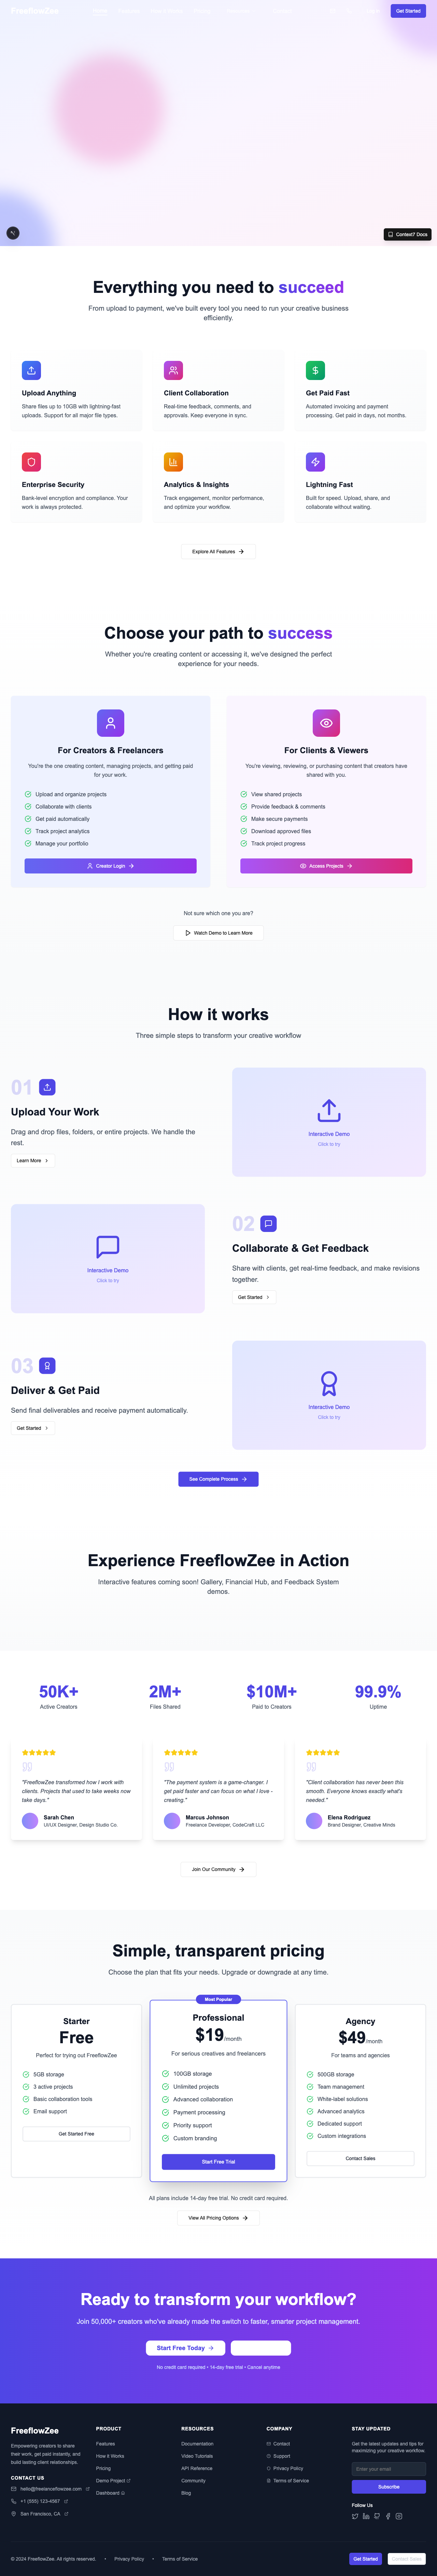 FreeflowZee
Get Started
Context7 Docs
Everything you need to succeed
From upload to payment, we've built every tool you need to run your creative business
efficiently.
Upload Anything
Share files up to 10GB with lightning-fast
uploads. Support for all major file types.
Client Collaboration
Real-time feedback, comments, and
approvals. Keep everyone in sync.
Get Paid Fast
Automated invoicing and payment
processing. Get paid in days, not months.
Enterprise Security
Bank-level encryption and compliance. Your
work is always protected.
Analytics & Insights
Track engagement, monitor performance,
and optimize your workflow.
Lightning Fast
Built for speed. Upload, share, and
collaborate without waiting.
Explore All Features
Choose your path to success
Whether you're creating content or accessing it, we've designed the perfect
experience for your needs.
For Creators & Freelancers
You're the one creating content, managing projects, and getting paid
for your work.
Upload and organize projects
Collaborate with clients
Get paid automatically
Track project analytics
Manage your portfolio
Creator Login
For Clients & Viewers
You're viewing, reviewing, or purchasing content that creators have
shared with you.
View shared projects
Provide feedback & comments
Make secure payments
Download approved files
Track project progress
Access Projects
Not sure which one you are?
Watch Demo to Learn More
How it works
Three simple steps to transform your creative workflow
01
Upload Your Work
Drag and drop files, folders, or entire projects. We handle the
rest.
Learn More
Interactive Demo
Click to try
Interactive Demo
Click to try
02
Collaborate & Get Feedback
Share with clients, get real-time feedback, and make revisions
together.
Get Started
03
Deliver & Get Paid
Send final deliverables and receive payment automatically.
Get Started
Interactive Demo
Click to try
See Complete Process
Experience FreeflowZee in Action
Interactive features coming soon! Gallery, Financial Hub, and Feedback System
demos.
50K+
Active Creators
2M+
Files Shared
$10M+
Paid to Creators
99.9%
Uptime
"FreeflowZee transformed how I work with
clients. Projects that used to take weeks now
take days."
Sarah Chen
UI/UX Designer, Design Studio Co.
"The payment system is a game-changer. I
get paid faster and can focus on what I love -
creating."
Marcus Johnson
Freelance Developer, CodeCraft LLC
"Client collaboration has never been this
smooth. Everyone knows exactly what's
needed."
Elena Rodriguez
Brand Designer, Creative Minds
Join Our Community
Simple, transparent pricing
Choose the plan that fits your needs. Upgrade or downgrade at any time.
Starter
Free
Perfect for trying out FreeflowZee
5GB storage
3 active projects
Basic collaboration tools
Email support
Get Started Free
Most Popular
Professional
$19/month
For serious creatives and freelancers
100GB storage
Unlimited projects
Advanced collaboration
Payment processing
Priority support
Custom branding
Start Free Trial
Agency
$49/month
For teams and agencies
500GB storage
Team management
White-label solutions
Advanced analytics
Dedicated support
Custom integrations
Contact Sales
All plans include 14-day free trial. No credit card required.
View All Pricing Options
Ready to transform your workflow?
Join 50,000+ creators who've already made the switch to faster, smarter project management.
Start Free Today
No credit card required • 14-day free trial • Cancel anytime
FreeflowZee
Empowering creators to share
their work, get paid instantly, and
build lasting client relationships.
CONTACT US
hello@freelanceflowzee.com
+1 (555) 123-4567
San Francisco, CA
PRODUCT
Features
How it Works
Pricing
Demo Project
Dashboard
RESOURCES
Documentation
Video Tutorials
API Reference
Community
Blog
COMPANY
Contact
Support
Privacy Policy
Terms of Service
STAY UPDATED
Get the latest updates and tips for
maximizing your creative workflow.
Enter your email
Subscribe
Follow Us
© 2024 FreeflowZee. All rights reserved.
•
Privacy Policy
•
Terms of Service
Get Started
Contact Sales